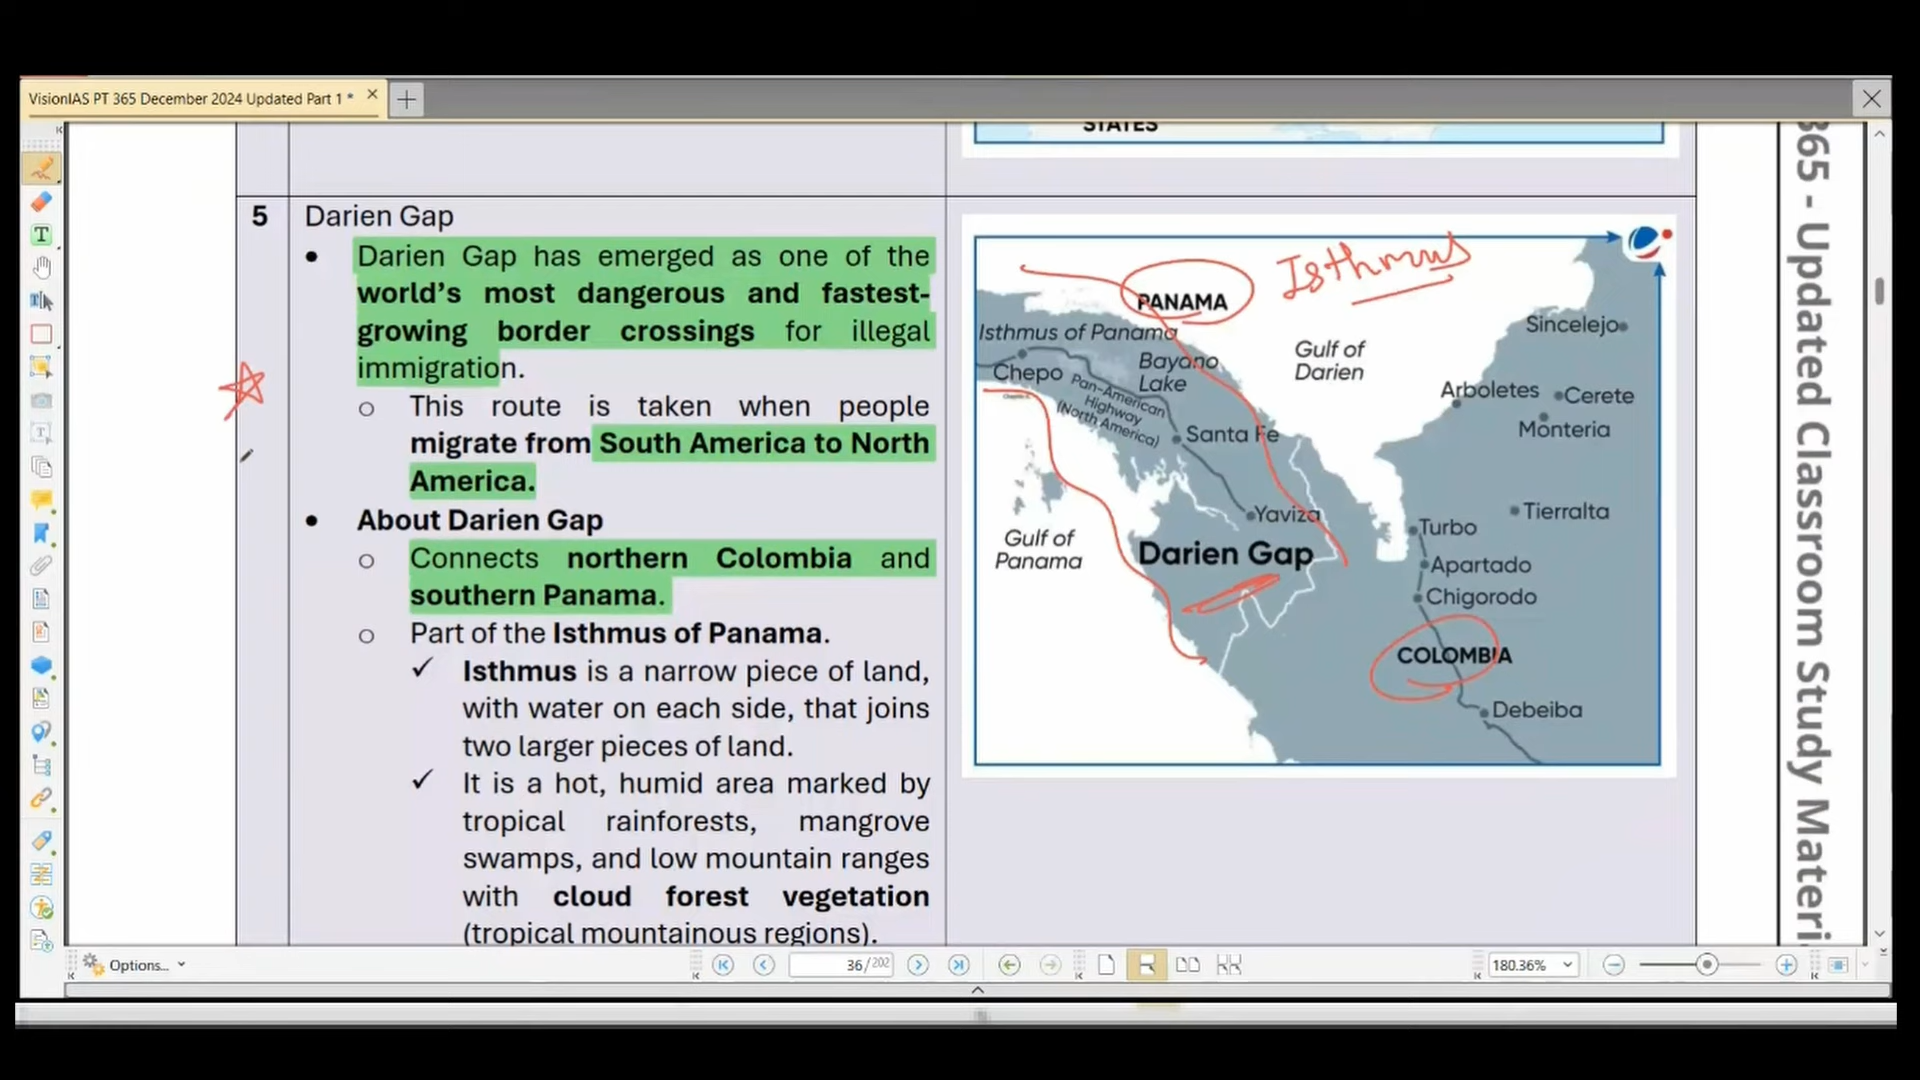 VisionIAS PT 365 December 2024 Updated Part 1 *
STATES
5 Darien Gap
• Darien Gap has emerged as one of the
world's most dangerous and fastest-
growing border crossings for illegal
immigration.
o This route is taken when people
migrate from South America to North
America.
• About Darien Gap
o Connects northern Colombia and
southern Panama.
o Part of the Isthmus of Panama.
✓ Isthmus is a narrow piece of land,
with water on each side, that joins
two larger pieces of land.
✓ It is a hot, humid area marked by
tropical rainforests, mangrove
swamps, and low mountain ranges
with cloud forest vegetation
(tropical mountainous regions).
Isthmus
PANAMA
Isthmus of Panama
Chepo
Bayano
Lake
Pan-American
Highway
(North America)
Santa Fe
Yaviza
Gulf of
Darien
Gulf of
Panama
Darien Gap
Sincelejo
Arboletes
Cerete
Monteria
Tierralta
Turbo
Apartado
Chigorodo
COLOMBIA
Debeiba
365 - Updated Classroom Study Materi
Options...
36 / 202
180.36%